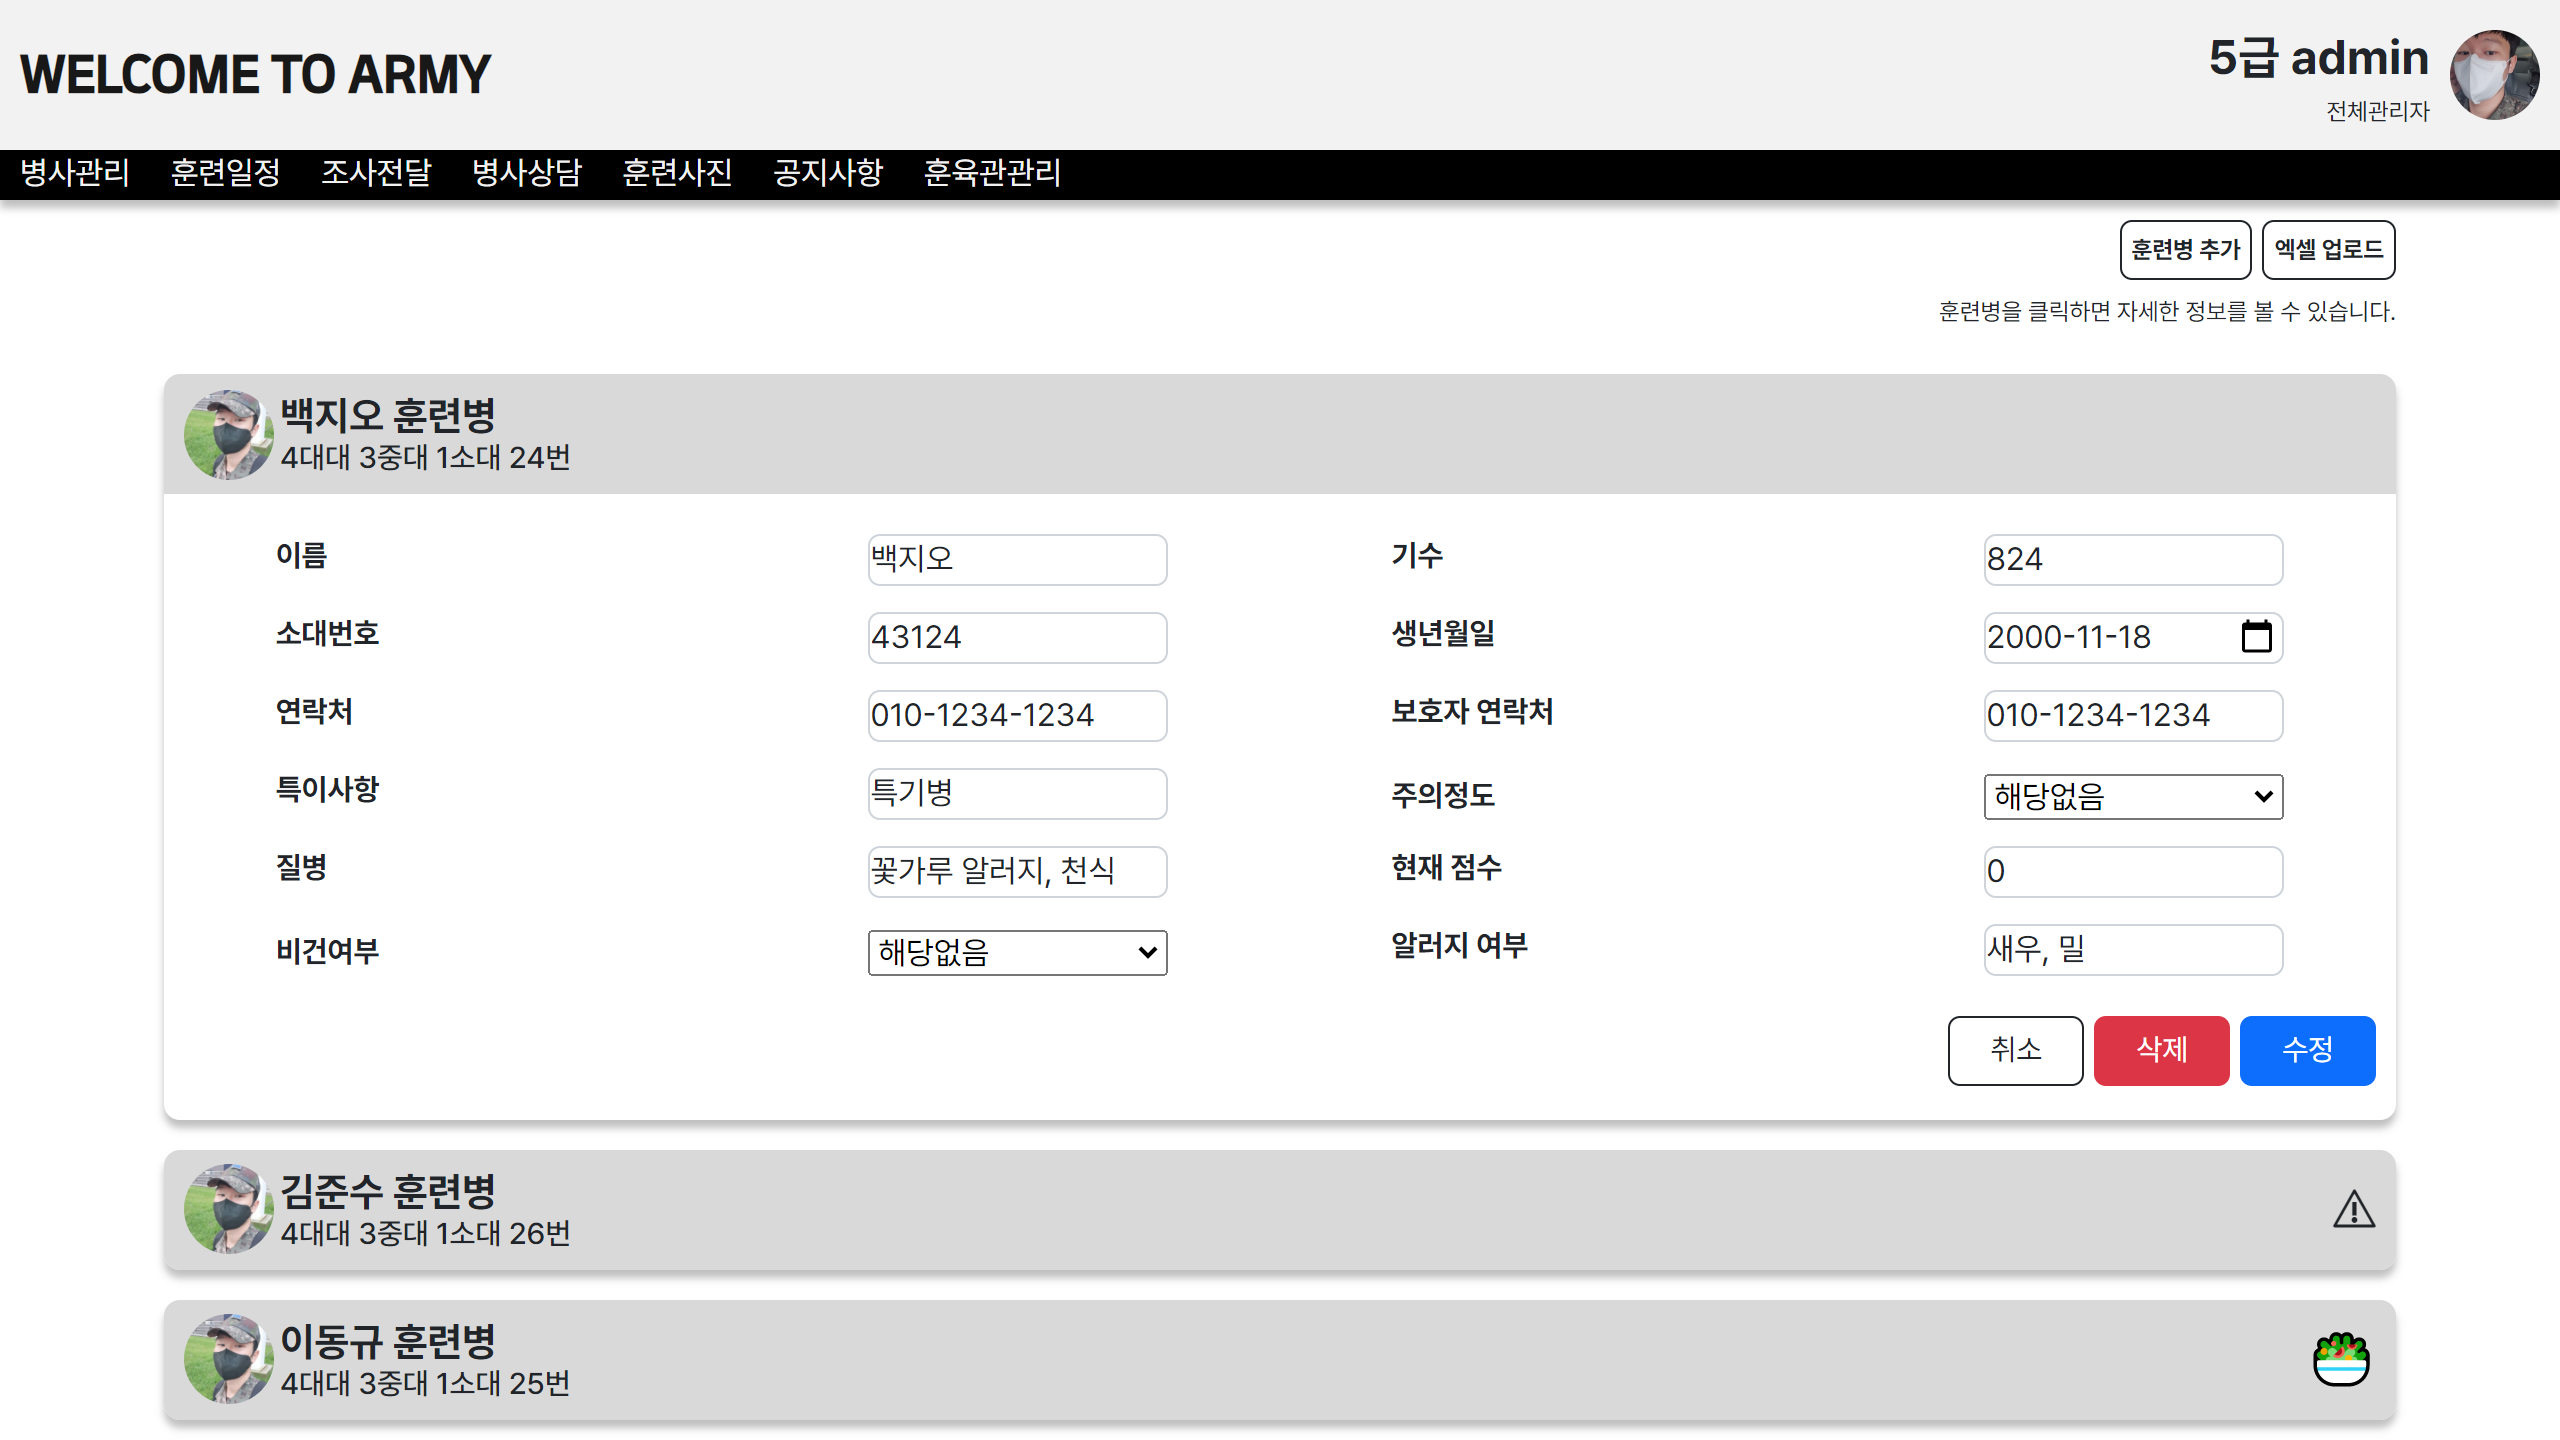 WELCOME TO ARMY
5급 admin
전체관리자
병사관리 훈련일정 조사전달 병사상담 훈련사진 공지사항 훈육관관리
훈련병 추가 엑셀 업로드
훈련병을 클릭하면 자세한 정보를 볼 수 있습니다.
백지오 훈련병
4대대 3중대 1소대 24번
이름 백지오 기수 824
소대번호 43124 생년월일 2000-11-18
연락처 010-1234-1234 보호자 연락처 010-1234-1234
특이사항 특기병 주의정도 해당없음
질병 꽃가루 알러지, 천식 현재 점수 0
비건여부 해당없음 알러지 여부 새우, 밀
취소 삭제 수정
김준수 훈련병
4대대 3중대 1소대 26번
이동규 훈련병
4대대 3중대 1소대 25번